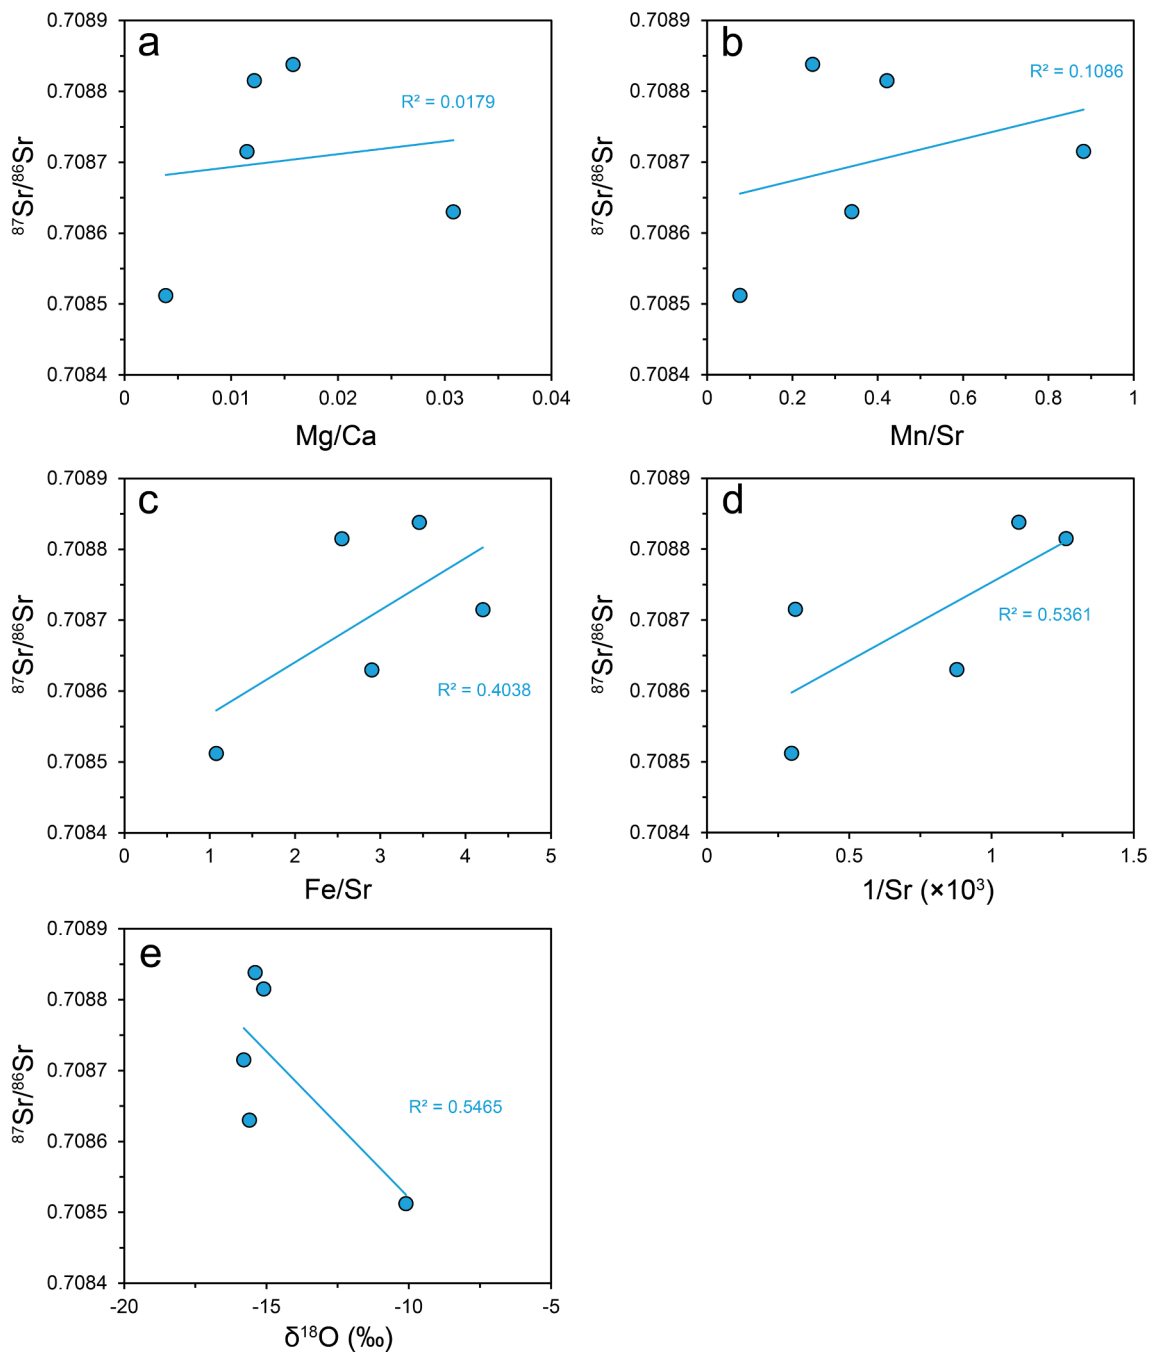 a
R² = 0.0179
⁸⁷Sr/⁸⁶Sr
0.7089
0.7088
0.7087
0.7086
0.7085
0.7084
0 0.01 0.02 0.03 0.04
Mg/Ca
b
R² = 0.1086
⁸⁷Sr/⁸⁶Sr
0.7089
0.7088
0.7087
0.7086
0.7085
0.7084
0 0.2 0.4 0.6 0.8 1
Mn/Sr
c
R² = 0.4038
⁸⁷Sr/⁸⁶Sr
0.7089
0.7088
0.7087
0.7086
0.7085
0.7084
0 1 2 3 4 5
Fe/Sr
d
R² = 0.5361
⁸⁷Sr/⁸⁶Sr
0.7089
0.7088
0.7087
0.7086
0.7085
0.7084
0 0.5 1 1.5
1/Sr (×10³)
e
R² = 0.5465
⁸⁷Sr/⁸⁶Sr
0.7089
0.7088
0.7087
0.7086
0.7085
0.7084
-20 -15 -10 -5
δ¹⁸O (‰)